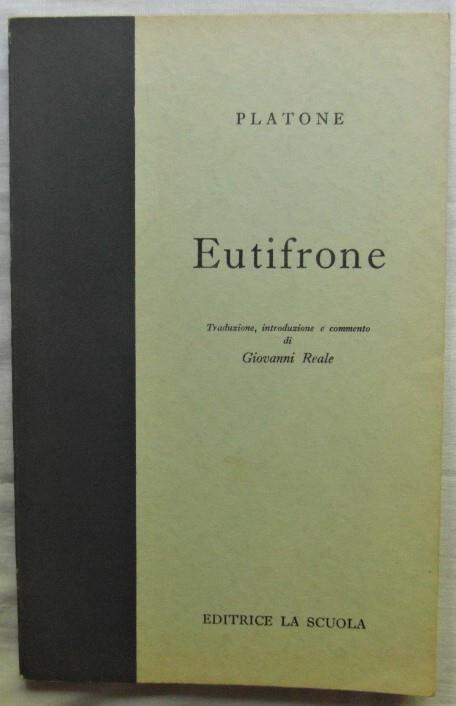 PLATONE
Eutifrone
Traduzione, introduzione e commento
di
Giovanni Reale
EDITRICE LA SCUOLA